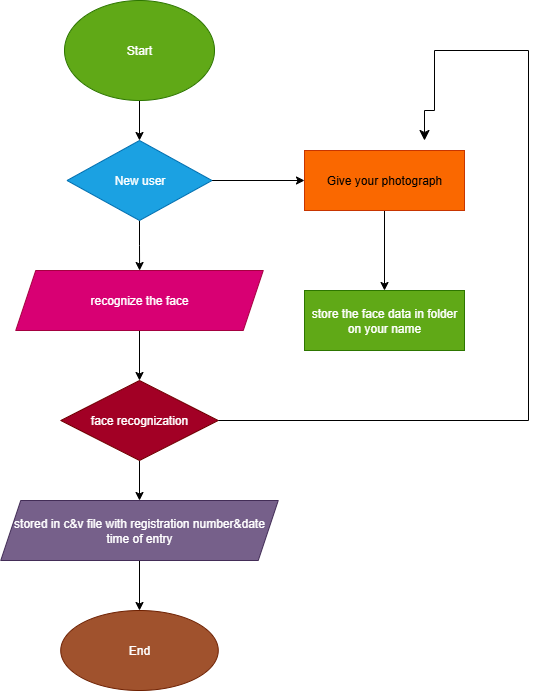 Start
New user
Give your photograph
recognize the face
store the face data in folder
on your name
face recognization
stored in c&v file with registration number&date
time of entry
End